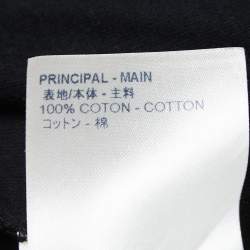 PRINCIPAL - MAIN
表地/本体 - 主料
100% COTON - COTTON
コットン - 棉